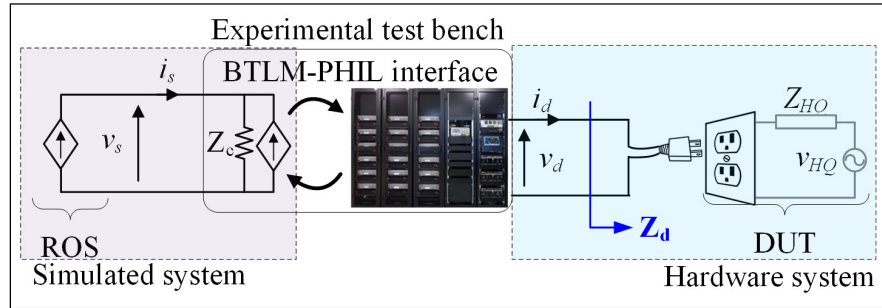 Experimental test bench
BTLM-PHIL interface
i_s
v_s
Z_c
i_d
v_d
Z_d
Z_HO
v_HQ
ROS
Simulated system
DUT
Hardware system